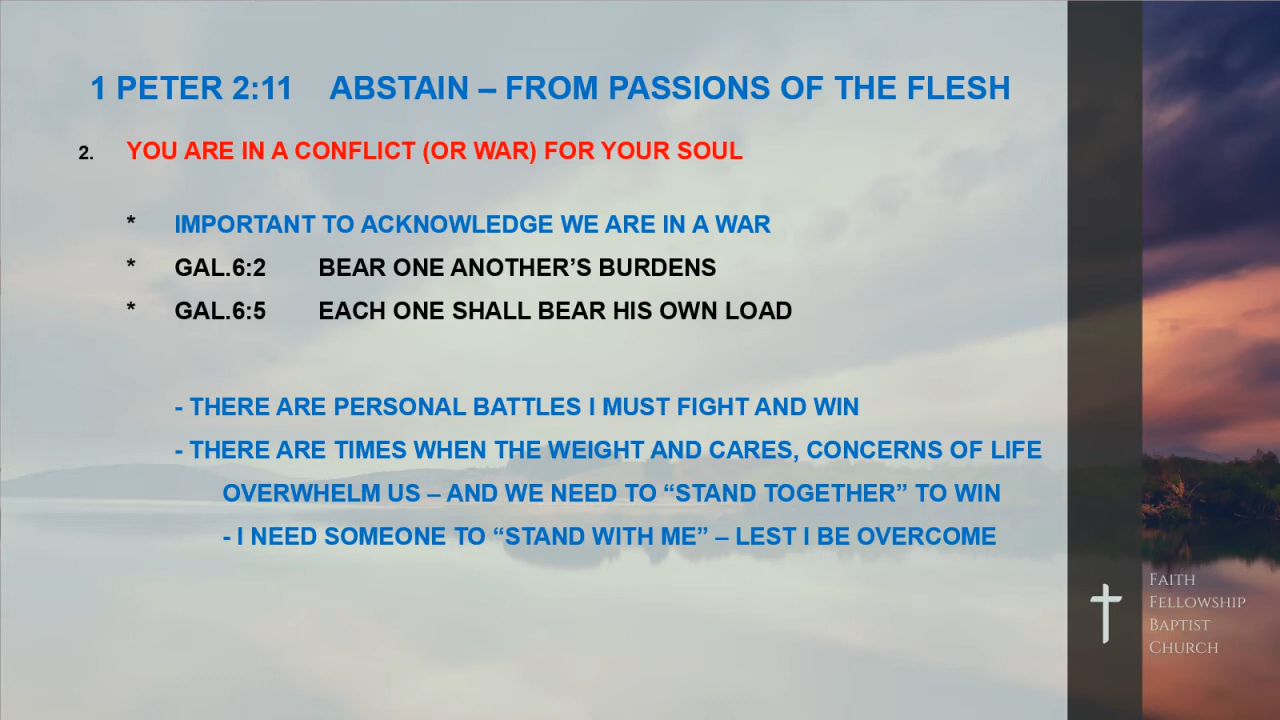 1 PETER 2:11 ABSTAIN – FROM PASSIONS OF THE FLESH
2. YOU ARE IN A CONFLICT (OR WAR) FOR YOUR SOUL
* IMPORTANT TO ACKNOWLEDGE WE ARE IN A WAR
* GAL.6:2 BEAR ONE ANOTHER’S BURDENS
* GAL.6:5 EACH ONE SHALL BEAR HIS OWN LOAD
- THERE ARE PERSONAL BATTLES I MUST FIGHT AND WIN
- THERE ARE TIMES WHEN THE WEIGHT AND CARES, CONCERNS OF LIFE
OVERWHELM US – AND WE NEED TO “STAND TOGETHER” TO WIN
- I NEED SOMEONE TO “STAND WITH ME” – LEST I BE OVERCOME
FAITH
FELLOWSHIP
BAPTIST
CHURCH